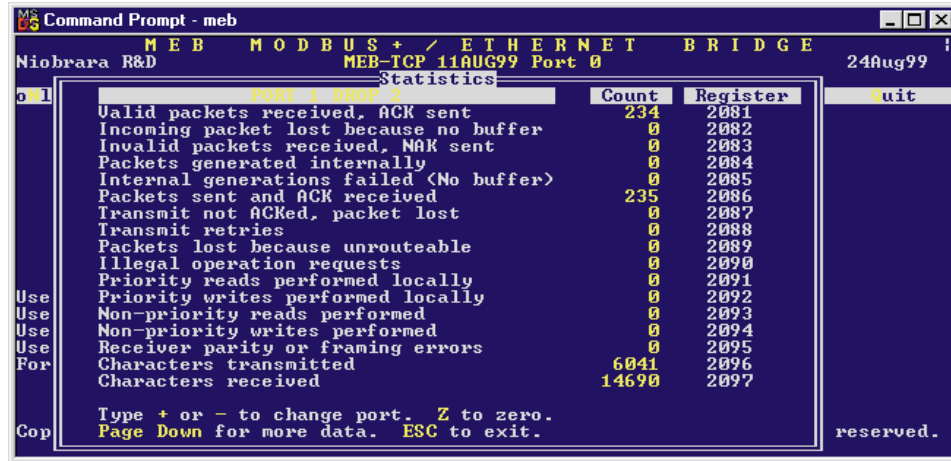 Command Prompt - meb
M E B   M O D B U S + / E T H E R N E T   B R I D G E
Niobrara R&D   MEB-TCP 11AUG99 Port 0   24Aug99
Statistics
oNl   PORT 1 DROP 2   Count   Register   Quit
Valid packets received, ACK sent   234   2081
Incoming packet lost because no buffer   0   2082
Invalid packets received, NAK sent   0   2083
Packets generated internally   0   2084
Internal generations failed (No buffer)   0   2085
Packets sent and ACK received   235   2086
Transmit not ACKed, packet lost   0   2087
Transmit retries   0   2088
Packets lost because unrouteable   0   2089
Illegal operation requests   0   2090
Priority reads performed locally   0   2091
Use   Priority writes performed locally   0   2092
Use   Non-priority reads performed   0   2093
Use   Non-priority writes performed   0   2094
Use   Receiver parity or framing errors   0   2095
For   Characters transmitted   6041   2096
Characters received   14690   2097
Type + or - to change port.  Z to zero.
Cop   Page Down for more data.  ESC to exit.   reserved.